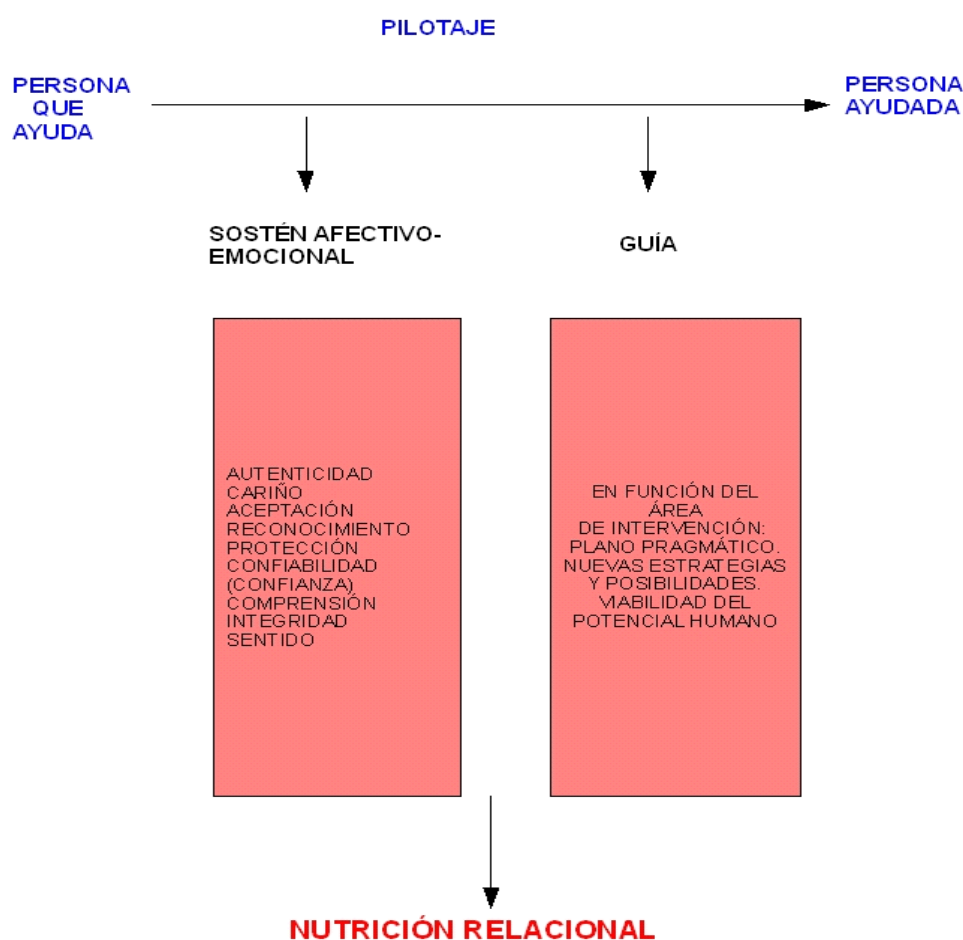 PILOTAJE
PERSONA
QUE
AYUDA
PERSONA
AYUDADA
SOSTÉN AFECTIVO-
EMOCIONAL
GUÍA
AUTENTICIDAD
CARIÑO
ACEPTACIÓN
RECONOCIMIENTO
PROTECCIÓN
CONFIABILIDAD
(CONFIANZA)
COMPRENSIÓN
INTEGRIDAD
SENTIDO
EN FUNCIÓN DEL
ÁREA
DE INTERVENCIÓN:
PLANO PRAGMÁTICO.
NUEVAS ESTRATEGIAS
Y POSIBILIDADES.
VIABILIDAD DEL
POTENCIAL HUMANO
NUTRICIÓN RELACIONAL